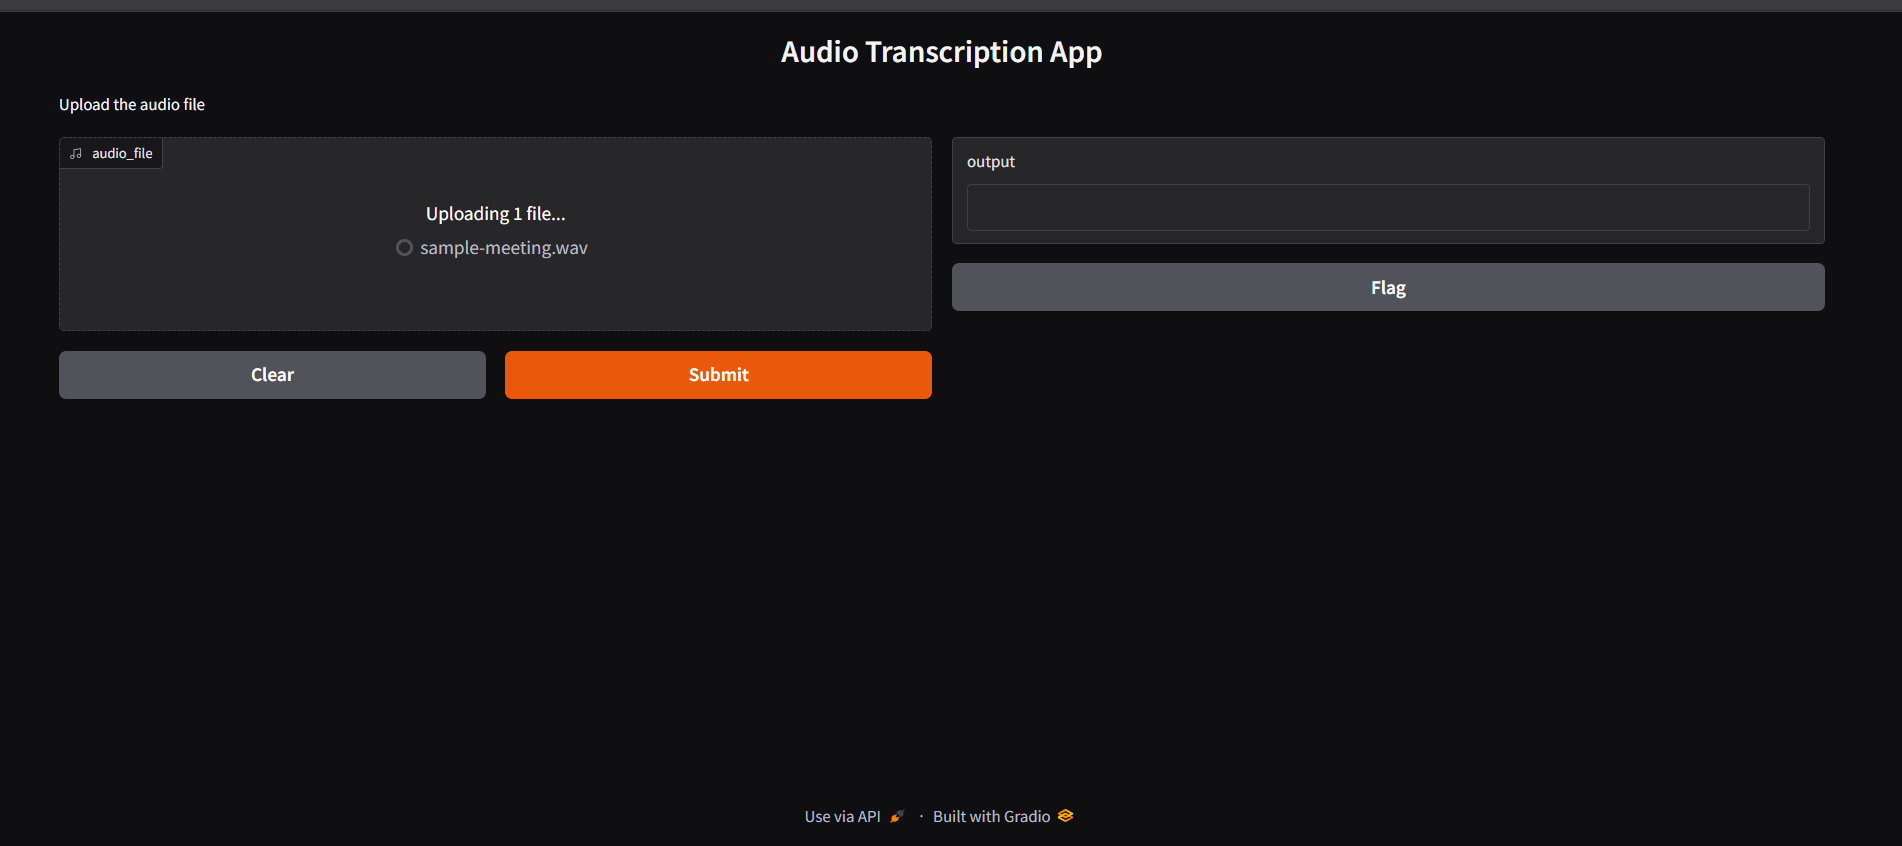 Audio Transcription App
Upload the audio file
audio_file
Uploading 1 file...
sample-meeting.wav
Clear
Submit
output
Flag
Use via API · Built with Gradio